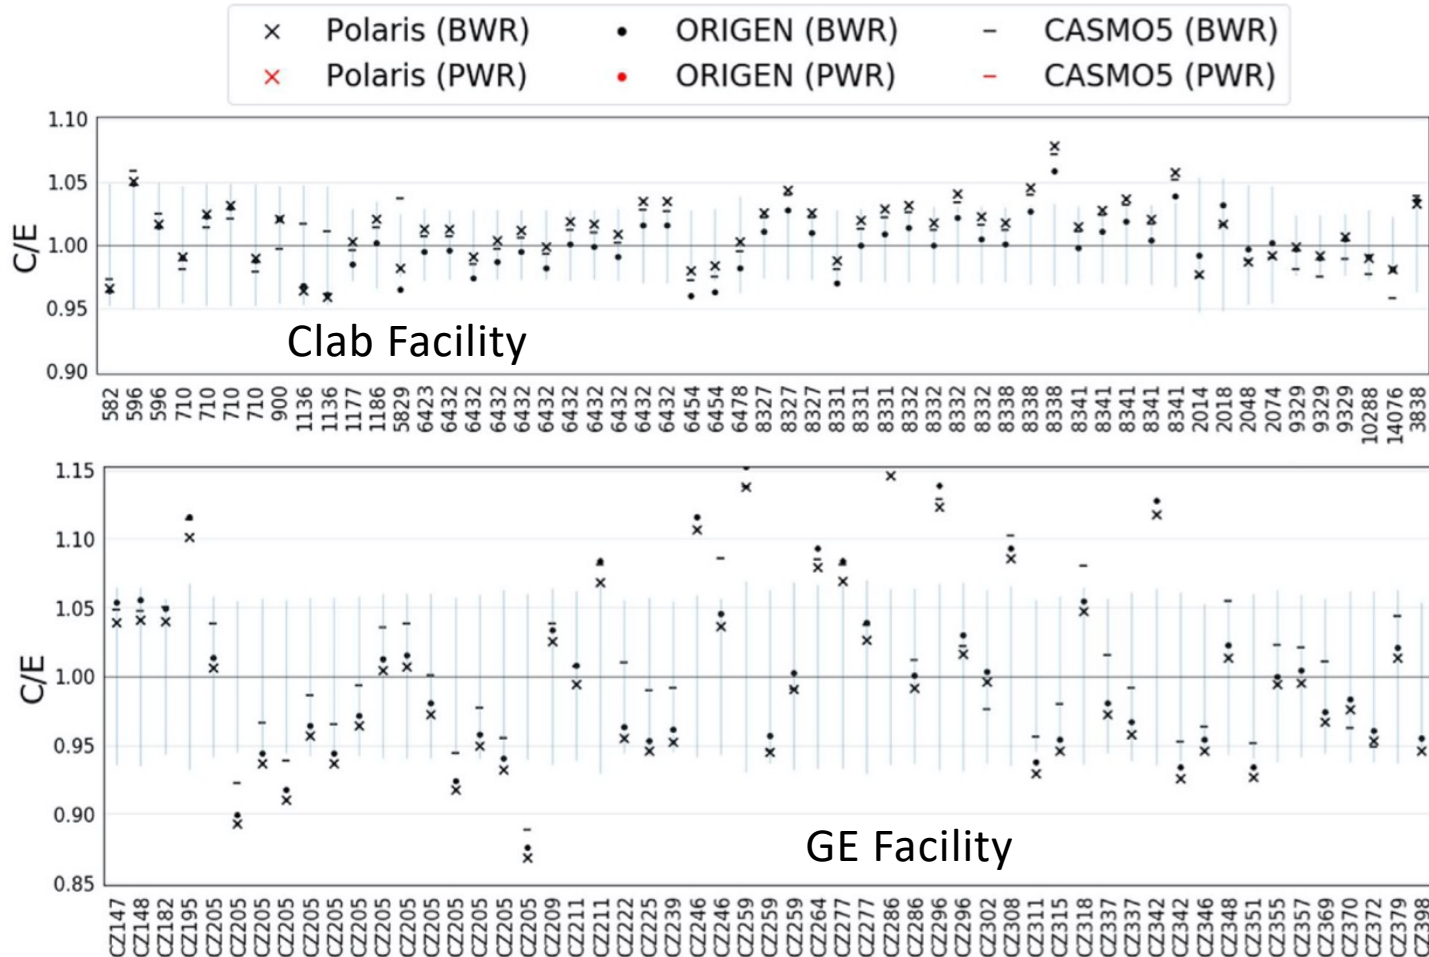 Polaris (BWR) ORIGEN (BWR) CASMO5 (BWR)
Polaris (PWR) ORIGEN (PWR) CASMO5 (PWR)
C/E
1.10
1.05
1.00
0.95
0.90
Clab Facility
582 596 596 710 710 710 710 900 1136 1136 1177 1186 5829 6423 6432 6432 6432 6432 6432 6432 6432 6432 6432 6432 6454 6454 6478 8327 8327 8327 8331 8331 8331 8332 8332 8332 8332 8338 8338 8338 8341 8341 8341 8341 8341 2014 2018 2048 2074 9329 9329 9329 10288 14076 3838
C/E
1.15
1.10
1.05
1.00
0.95
0.90
0.85
GE Facility
CZ147 CZ148 CZ182 CZ195 CZ205 CZ205 CZ205 CZ205 CZ205 CZ205 CZ205 CZ205 CZ205 CZ205 CZ205 CZ205 CZ205 CZ205 CZ209 CZ211 CZ211 CZ222 CZ225 CZ239 CZ246 CZ246 CZ259 CZ259 CZ259 CZ264 CZ277 CZ277 CZ286 CZ286 CZ296 CZ296 CZ302 CZ308 CZ311 CZ315 CZ318 CZ337 CZ337 CZ342 CZ342 CZ346 CZ348 CZ351 CZ355 CZ357 CZ369 CZ370 CZ372 CZ379 CZ398